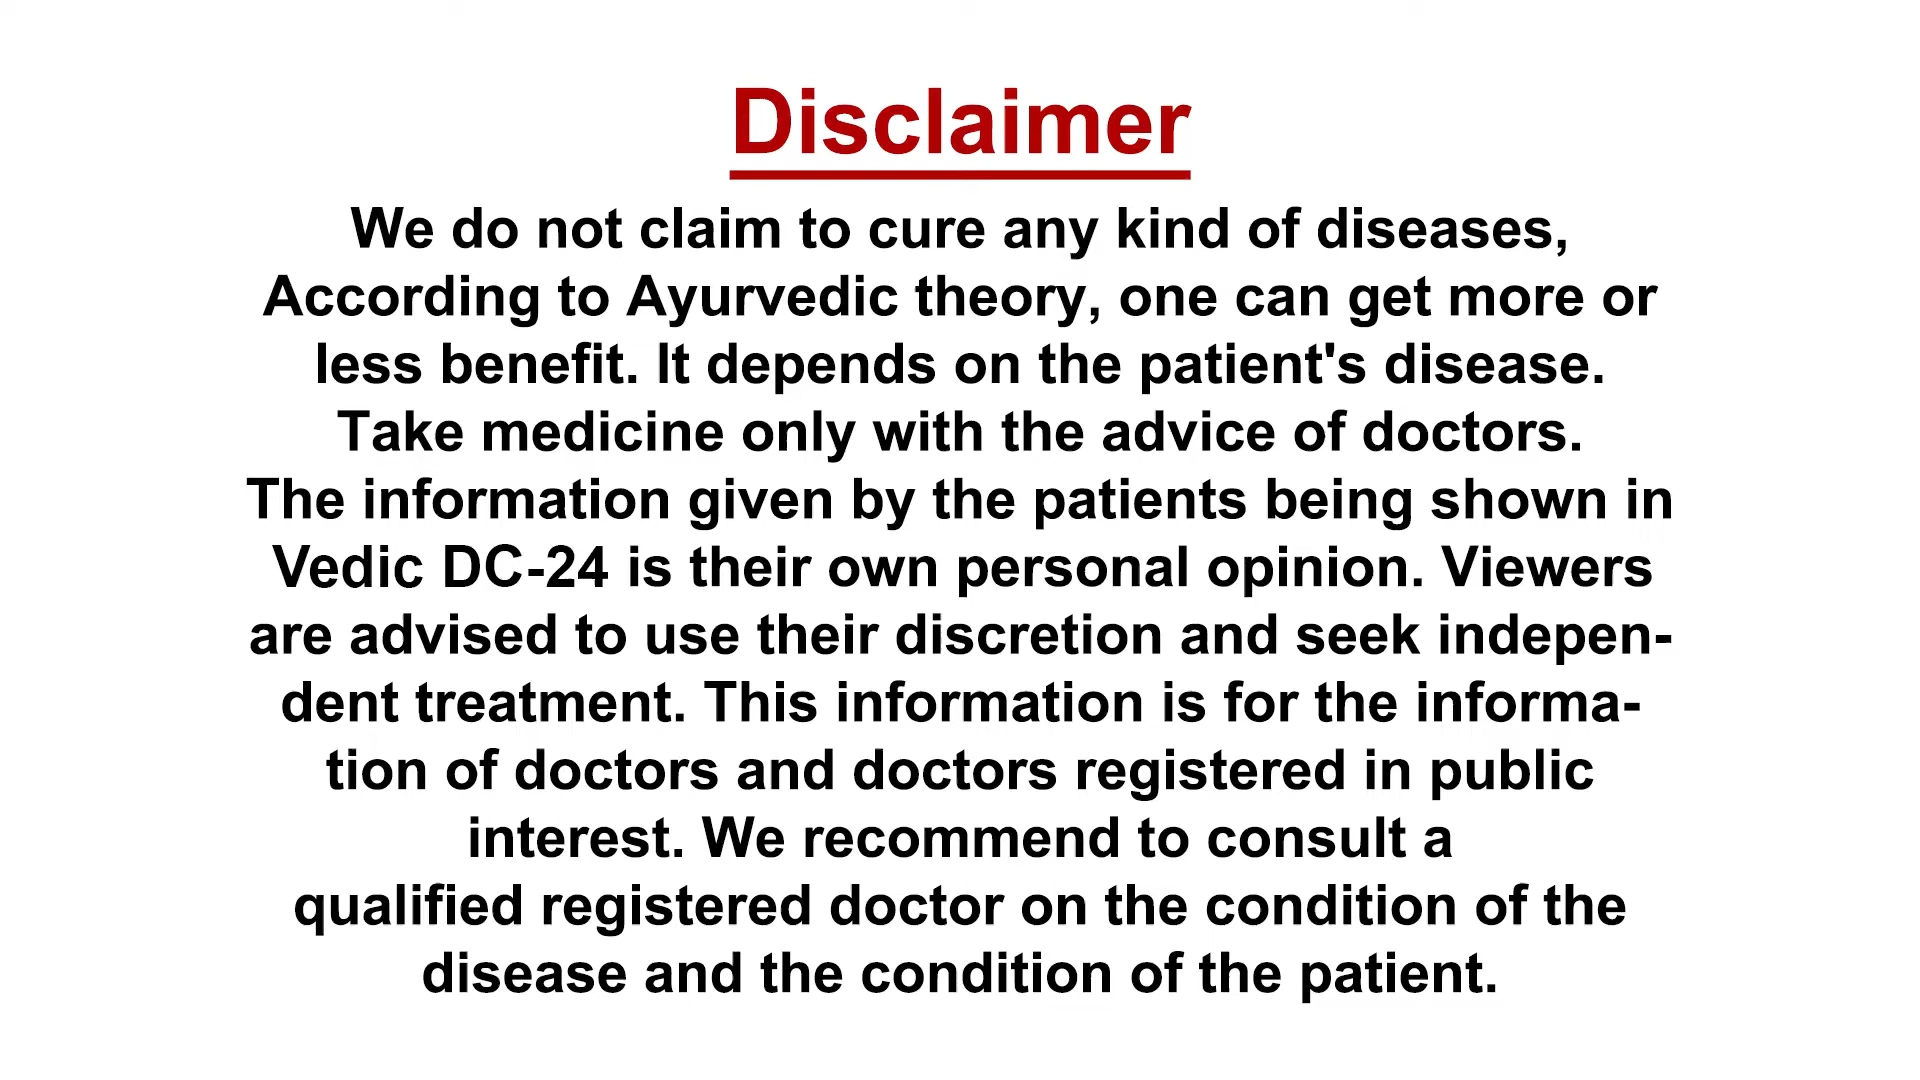 Disclaimer
We do not claim to cure any kind of diseases,
According to Ayurvedic theory, one can get more or
less benefit. It depends on the patient's disease.
Take medicine only with the advice of doctors.
The information given by the patients being shown in
Vedic DC-24 is their own personal opinion. Viewers
are advised to use their discretion and seek indepen-
dent treatment. This information is for the informa-
tion of doctors and doctors registered in public
interest. We recommend to consult a
qualified registered doctor on the condition of the
disease and the condition of the patient.